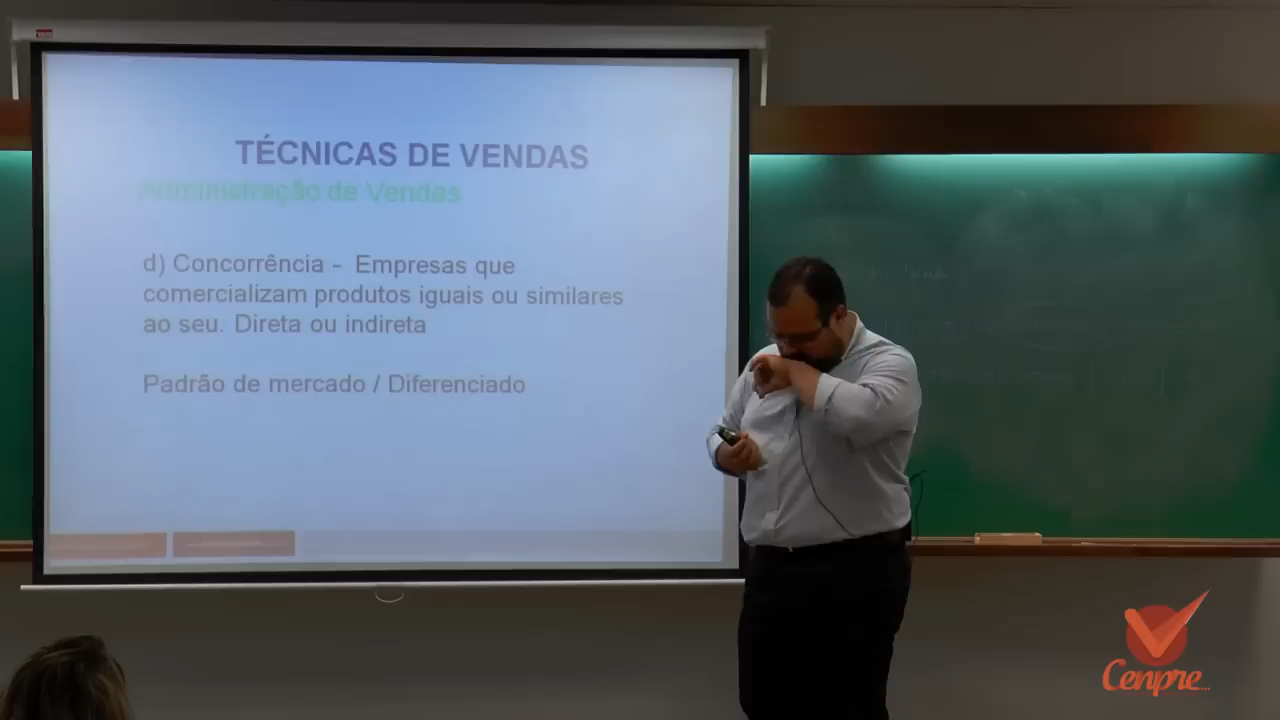 TÉCNICAS DE VENDAS
Administração de Vendas
d) Concorrência - Empresas que
comercializam produtos iguais ou similares
ao seu. Direta ou indireta
Padrão de mercado / Diferenciado
Cenpre...